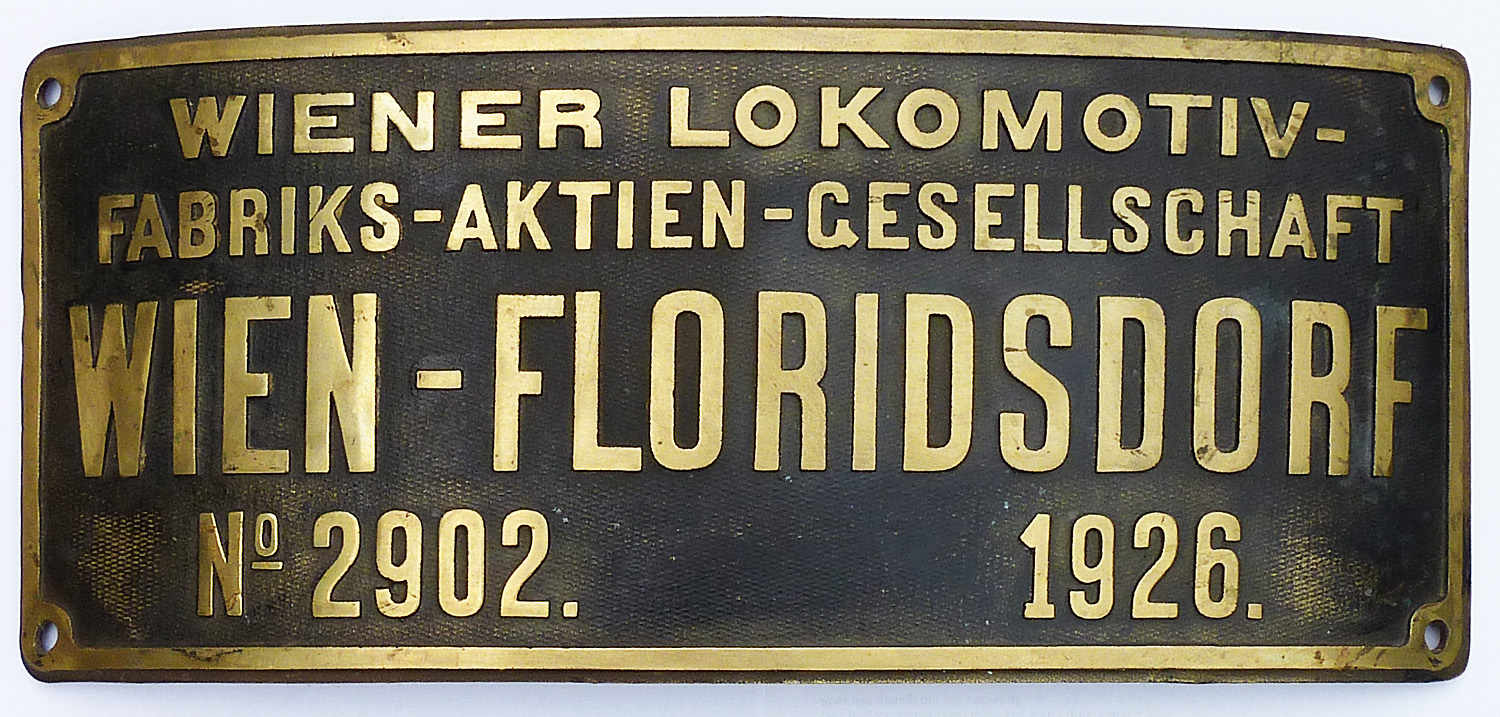 WIENER LOKOMOTIV-
FABRIKS-AKTIEN-GESELLSCHAFT
WIEN-FLORIDSDORF
Nº 2902. 1926.